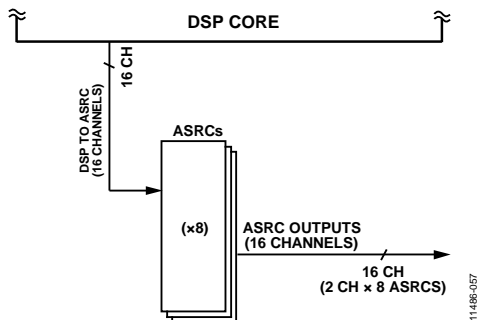 DSP CORE
16 CH
DSP TO ASRC
(16 CHANNELS)
ASRCs
(×8)
ASRC OUTPUTS
(16 CHANNELS)
16 CH
(2 CH × 8 ASRCS)
11486-057